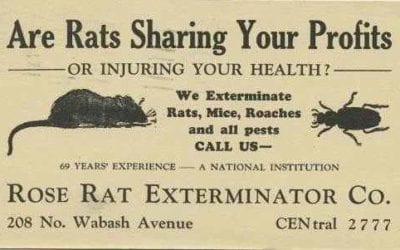 Are Rats Sharing Your Profits
— OR INJURING YOUR HEALTH? —
We Exterminate
Rats, Mice, Roaches
and all pests
CALL US—
69 YEARS' EXPERIENCE — A NATIONAL INSTITUTION
ROSE RAT EXTERMINATOR CO.
208 No. Wabash Avenue CENtral 2777